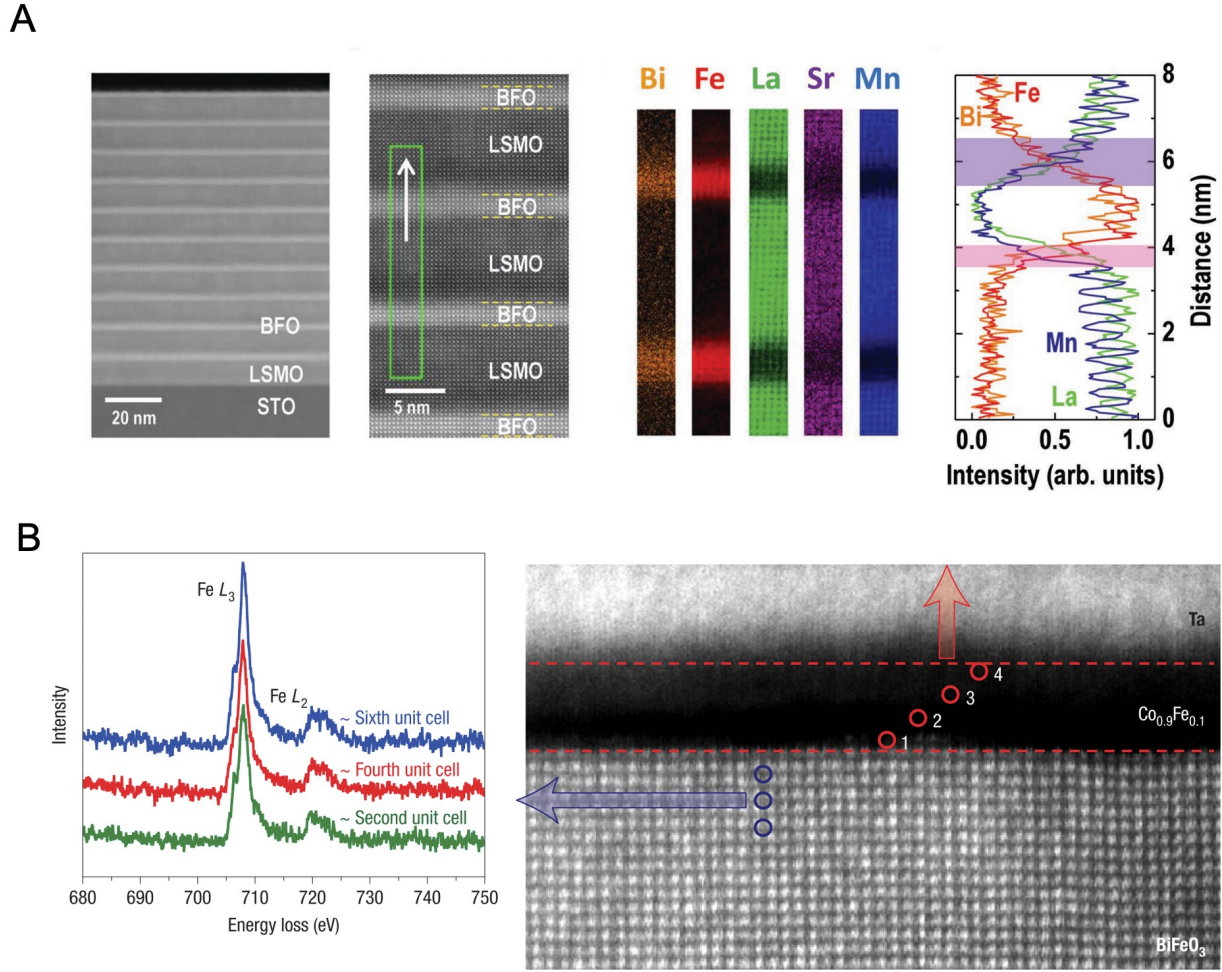 A
BFO
LSMO
STO
20 nm
BFO
LSMO
BFO
LSMO
BFO
LSMO
BFO
5 nm
Bi Fe La Sr Mn
Fe
Bi
Mn
La
8
6
4
2
0
Distance (nm)
0.0 0.5 1.0
Intensity (arb. units)
B
Fe L3
Fe L2
~ Sixth unit cell
~ Fourth unit cell
~ Second unit cell
Intensity
680 690 700 710 720 730 740 750
Energy loss (eV)
Ta
4
3
2
1
Co0.9Fe0.1
BiFeO3